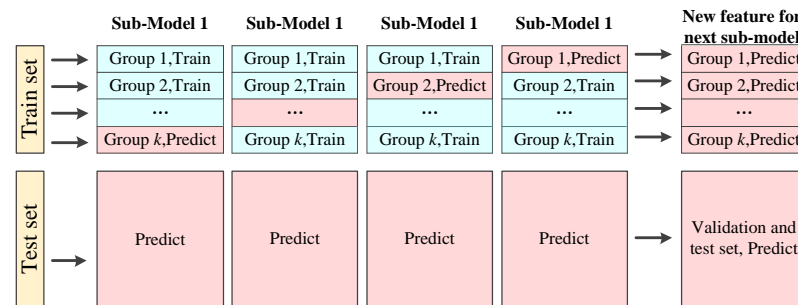 Sub-Model 1 Sub-Model 1 Sub-Model 1 Sub-Model 1 New feature for
next sub-model
Train set
Group 1,Train Group 1,Train Group 1,Train Group 1,Predict Group 1,Predict
Group 2,Train Group 2,Train Group 2,Predict Group 2,Train Group 2,Predict
... ... ... ... ...
Group k,Predict Group k,Train Group k,Train Group k,Train Group k,Predict
Test set
Predict Predict Predict Predict Validation and
test set, Predict